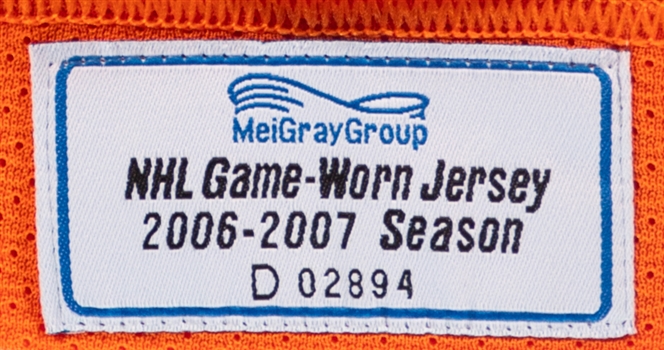 MeiGrayGroup
NHL Game-Worn Jersey
2006-2007 Season
D 02894